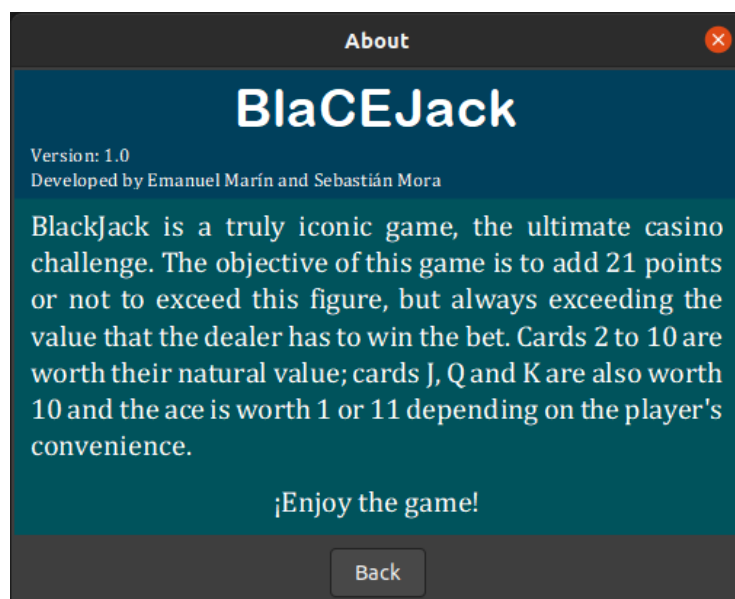 About
BlaCEJack
Version: 1.0
Developed by Emanuel Marín and Sebastián Mora
BlackJack is a truly iconic game, the ultimate casino
challenge. The objective of this game is to add 21 points
or not to exceed this figure, but always exceeding the
value that the dealer has to win the bet. Cards 2 to 10 are
worth their natural value; cards J, Q and K are also worth
10 and the ace is worth 1 or 11 depending on the player's
convenience.
¡Enjoy the game!
Back